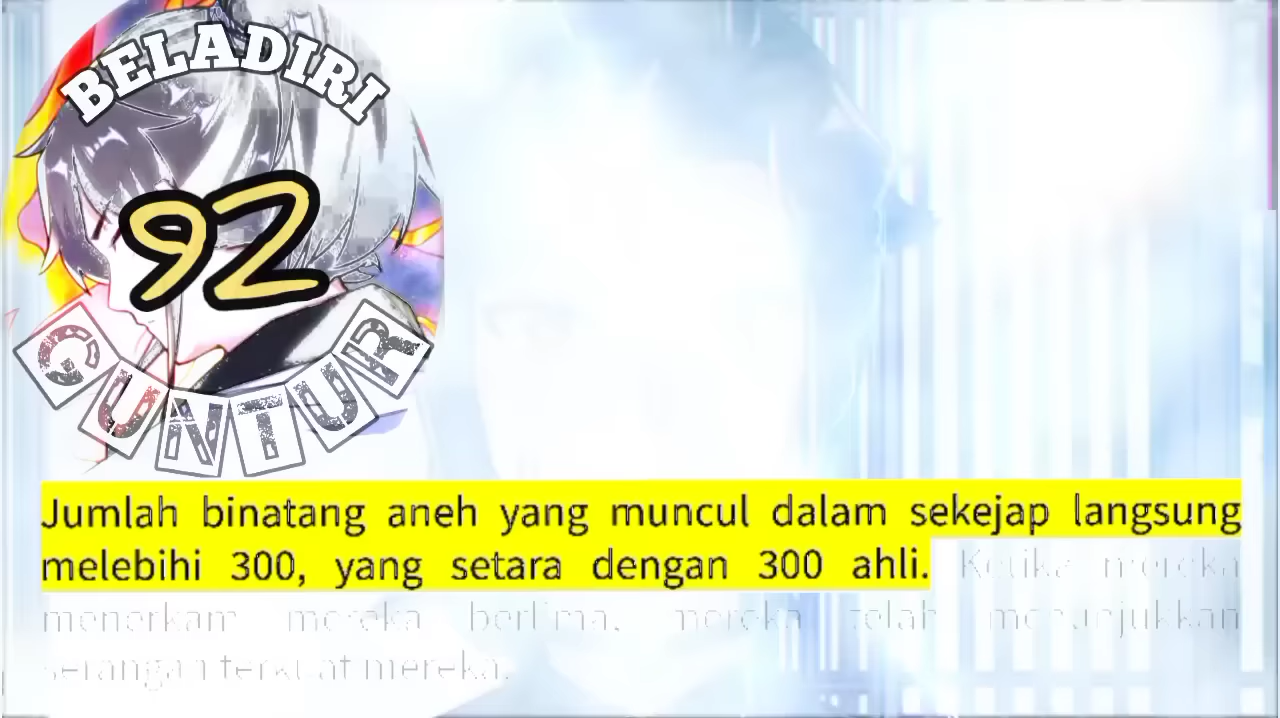 BELADIRI
92
GUNTUR
Jumlah binatang aneh yang muncul dalam sekejap langsung
melebihi 300, yang setara dengan 300 ahli. Ketika mereka
menerkam mereka berlima, mereka telah menunjukkan
serangan terkuat mereka.